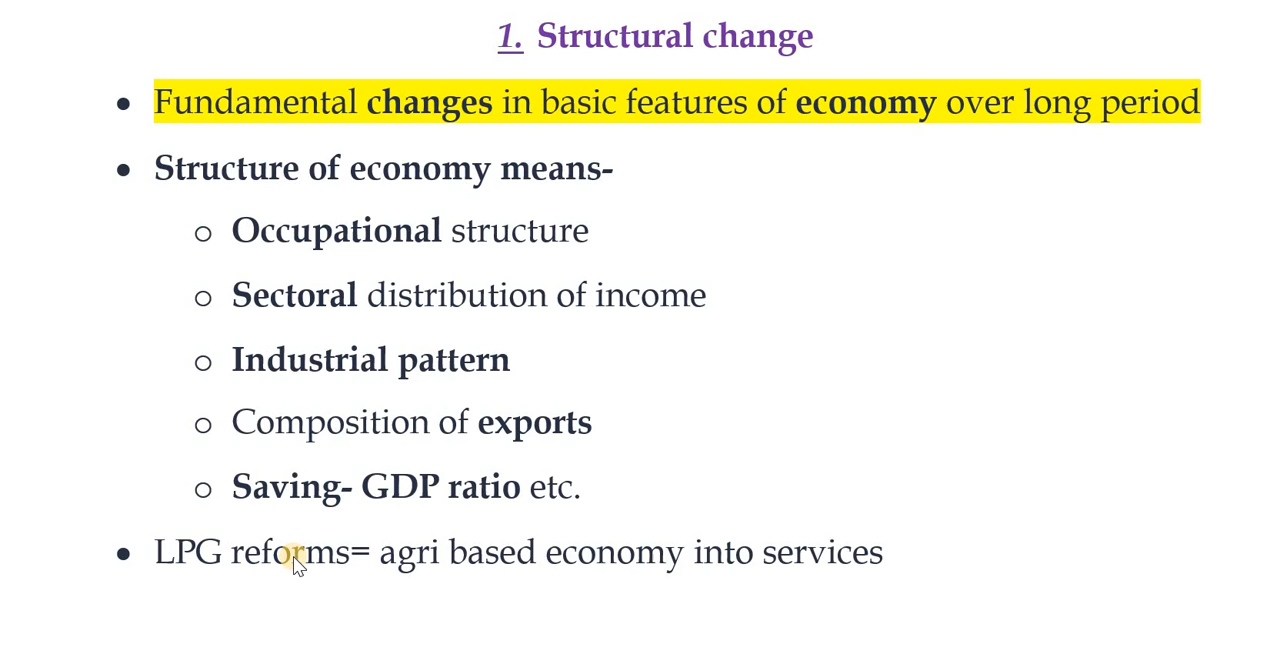 1. Structural change
• Fundamental changes in basic features of economy over long period
• Structure of economy means-
○ Occupational structure
○ Sectoral distribution of income
○ Industrial pattern
○ Composition of exports
○ Saving- GDP ratio etc.
• LPG reforms= agri based economy into services